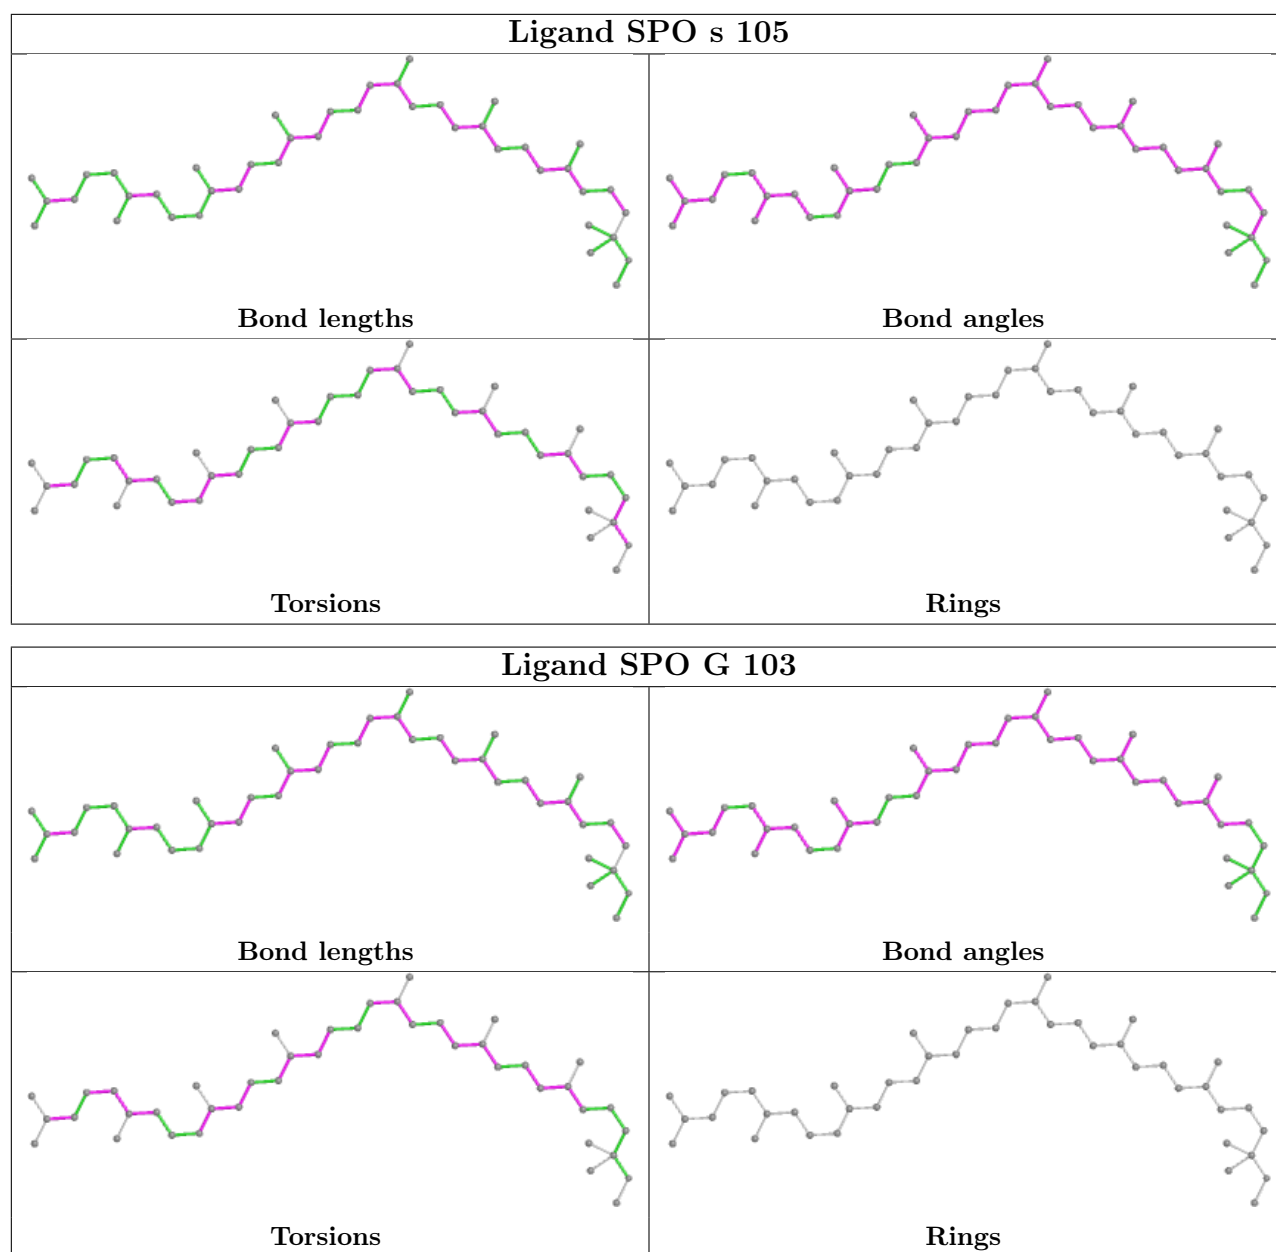 Ligand SPO s 105
Bond lengths
Bond angles
Torsions
Rings
Ligand SPO G 103
Bond lengths
Bond angles
Torsions
Rings